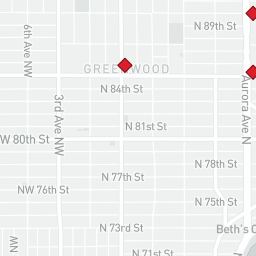 N 89th St
6th Ave NW
GREENWOOD
N 84th St
Aurora Ave N
3rd Ave NW
N 81st St
W 80th St
N 78th St
N 77th St
NW 76th St
N 75th St
N 73rd St
Beth's C
N 71st St
NW